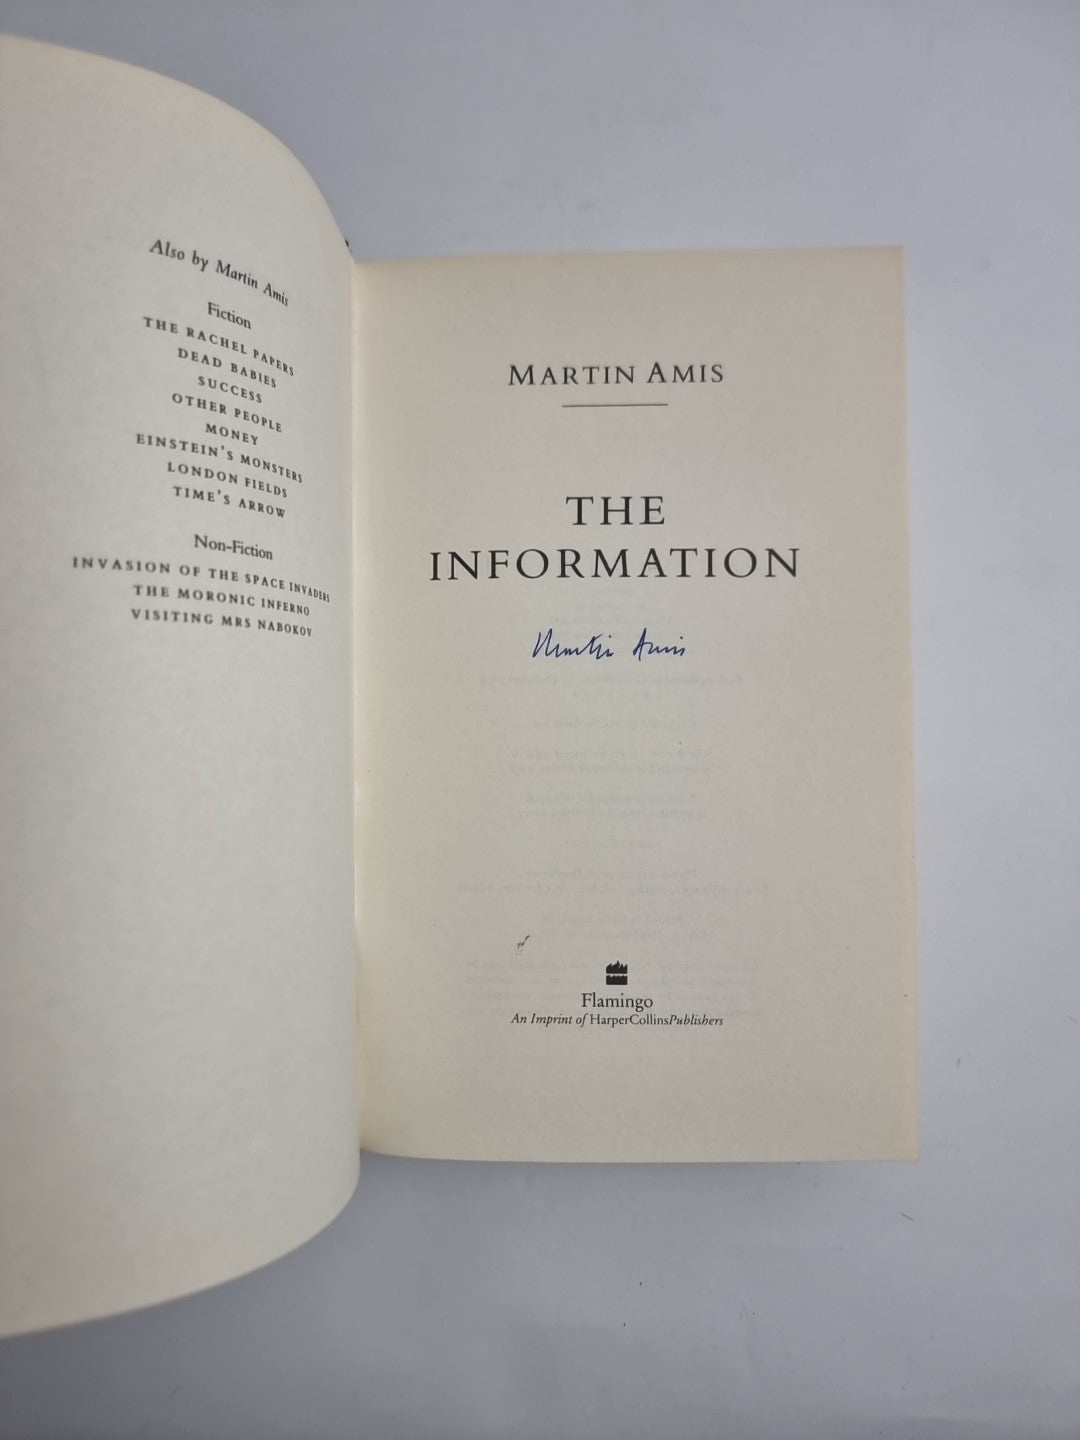 Also by Martin Amis
Fiction
THE RACHEL PAPERS
DEAD BABIES
SUCCESS
OTHER PEOPLE
MONEY
EINSTEIN'S MONSTERS
LONDON FIELDS
TIME'S ARROW
Non-Fiction
INVASION OF THE SPACE INVADERS
THE MORONIC INFERNO
VISITING MRS NABOKOV
MARTIN AMIS
THE
INFORMATION
Martin Amis
Flamingo
An Imprint of HarperCollinsPublishers